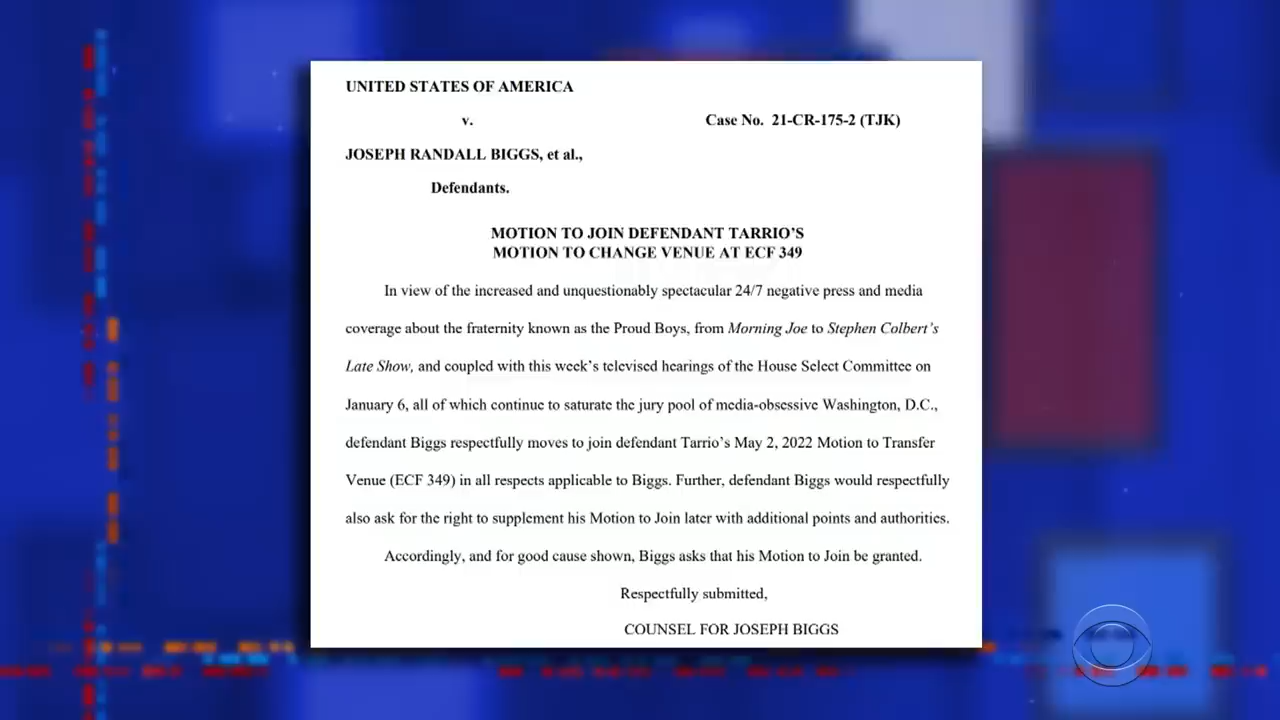 UNITED STATES OF AMERICA
v.
Case No. 21-CR-175-2 (TJK)
JOSEPH RANDALL BIGGS, et al.,
Defendants.
MOTION TO JOIN DEFENDANT TARRIO'S
MOTION TO CHANGE VENUE AT ECF 349
In view of the increased and unquestionably spectacular 24/7 negative press and media
coverage about the fraternity known as the Proud Boys, from Morning Joe to Stephen Colbert's
Late Show, and coupled with this week's televised hearings of the House Select Committee on
January 6, all of which continue to saturate the jury pool of media-obsessive Washington, D.C.,
defendant Biggs respectfully moves to join defendant Tarrio's May 2, 2022 Motion to Transfer
Venue (ECF 349) in all respects applicable to Biggs. Further, defendant Biggs would respectfully
also ask for the right to supplement his Motion to Join later with additional points and authorities.
Accordingly, and for good cause shown, Biggs asks that his Motion to Join be granted.
Respectfully submitted,
COUNSEL FOR JOSEPH BIGGS